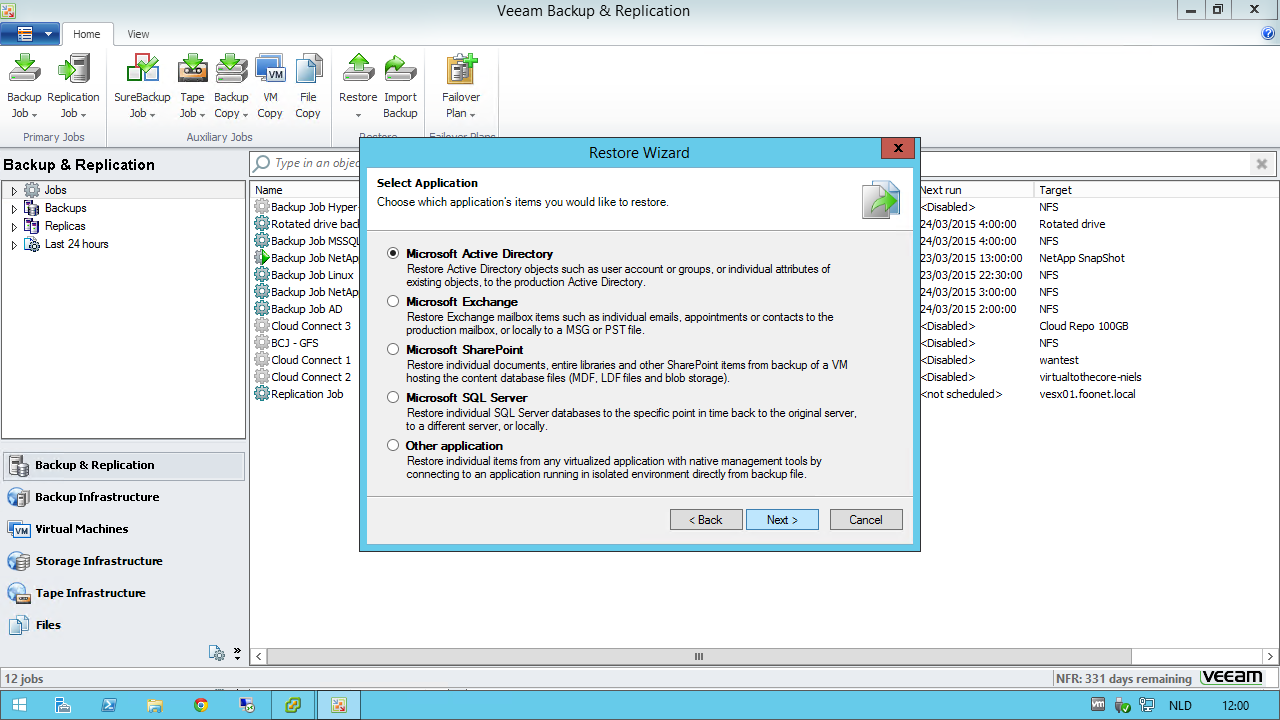 Veeam Backup & Replication
Home
View
Backup
Job
Replication
Job
Primary Jobs
SureBackup
Job
Tape
Job
Backup
Copy
VM
Copy
File
Copy
Auxiliary Jobs
Restore
Import
Backup
Restore
Failover
Plan
Failover Plans
Backup & Replication
Jobs
Backups
Replicas
Last 24 hours
Type in an objec
Name
Next run
Target
Backup Job Hyper-
<Disabled>
NFS
Rotated drive back
24/03/2015 4:00:00
Rotated drive
Backup Job MSSQL
24/03/2015 4:00:00
NFS
Backup Job NetApp
23/03/2015 13:00:00
NetApp SnapShot
Backup Job Linux
23/03/2015 22:30:00
NFS
Backup Job NetApp
24/03/2015 3:00:00
NFS
Backup Job AD
24/03/2015 2:00:00
NFS
Cloud Connect 3
<Disabled>
Cloud Repo 100GB
BCJ - GFS
<Disabled>
NFS
Cloud Connect 1
<Disabled>
wantest
Cloud Connect 2
<Disabled>
virtualtothecore-niels
Replication Job
<not scheduled>
vesx01.foonet.local
Restore Wizard
X
Select Application
Choose which application's items you would like to restore.
Microsoft Active Directory
Restore Active Directory objects such as user account or groups, or individual attributes of
existing objects, to the production Active Directory.
Microsoft Exchange
Restore Exchange mailbox items such as individual emails, appointments or contacts to the
production mailbox, or locally to a MSG or PST file.
Microsoft SharePoint
Restore individual documents, entire libraries and other SharePoint items from backup of a VM
hosting the content database files (MDF, LDF files and blob storage).
Microsoft SQL Server
Restore individual SQL Server databases to the specific point in time back to the original server,
to a different server, or locally.
Other application
Restore individual items from any virtualized application with native management tools by
connecting to an application running in isolated environment directly from backup file.
< Back
Next >
Cancel
Backup & Replication
Backup Infrastructure
Virtual Machines
Storage Infrastructure
Tape Infrastructure
Files
12 jobs
NFR: 331 days remaining
veeam
NLD
12:00